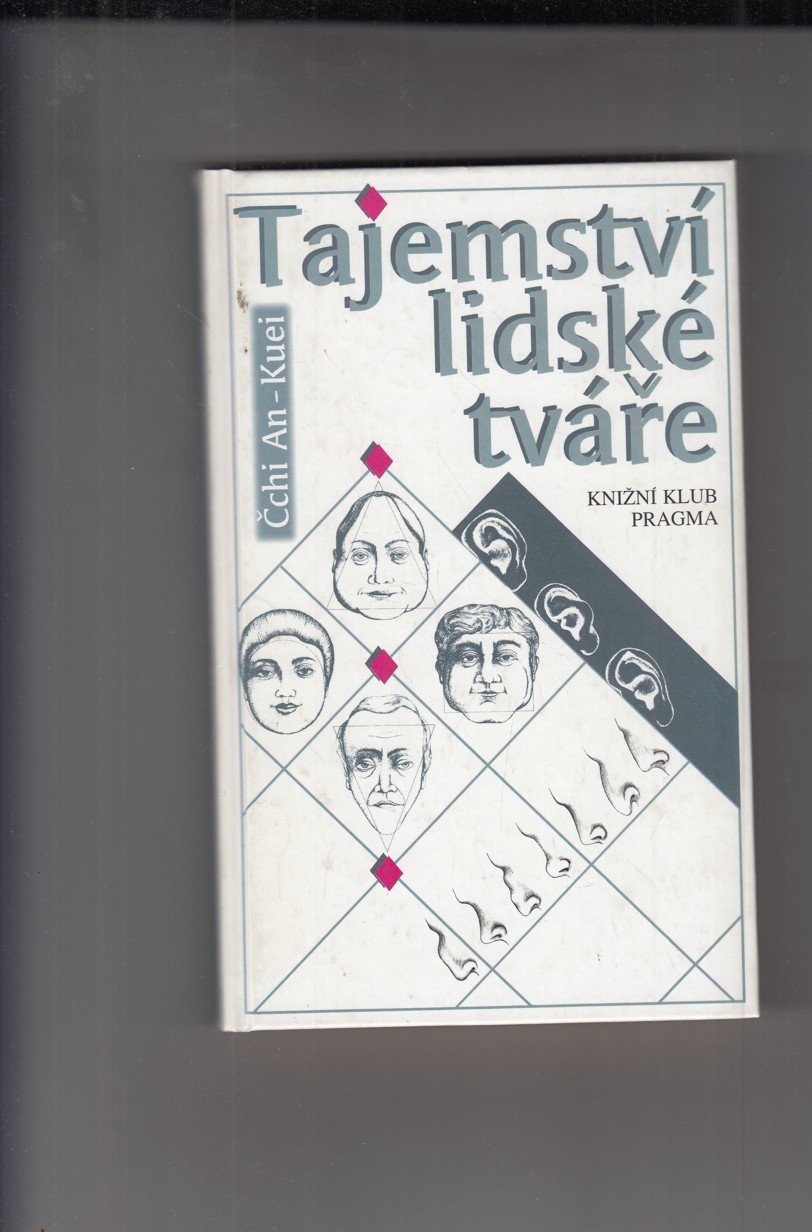 Tajemství
lidské
tváře
Čchi An-Kuei
KNIŽNÍ KLUB
PRAGMA